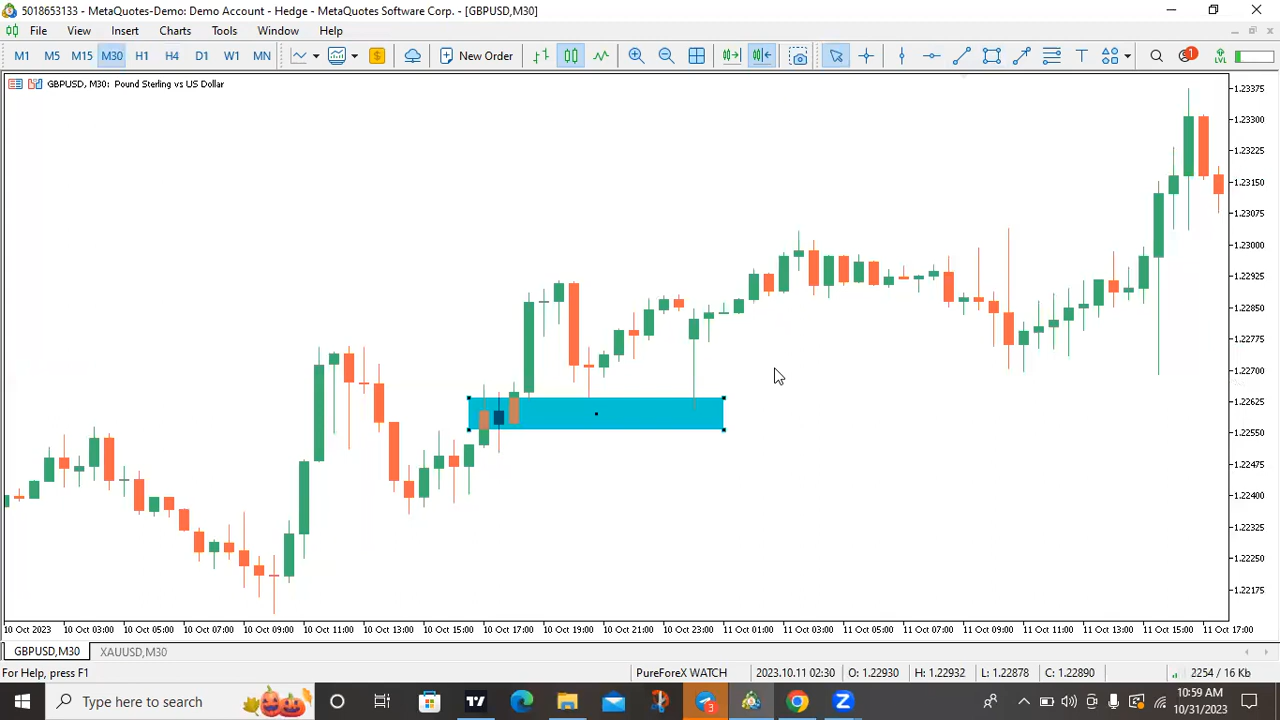 5018653133 - MetaQuotes-Demo: Demo Account - Hedge - MetaQuotes Software Corp. - [GBPUSD,M30]
File View Insert Charts Tools Window Help
M1 M5 M15 M30 H1 H4 D1 W1 MN $ New Order T 1 LVL
GBPUSD, M30: Pound Sterling vs US Dollar
1.23375
1.23300
1.23225
1.23150
1.23075
1.23000
1.22925
1.22850
1.22775
1.22700
1.22625
1.22550
1.22475
1.22400
1.22325
1.22250
1.22175
10 Oct 2023 10 Oct 03:00 10 Oct 05:00 10 Oct 07:00 10 Oct 09:00 10 Oct 11:00 10 Oct 13:00 10 Oct 15:00 10 Oct 17:00 10 Oct 19:00 10 Oct 21:00 10 Oct 23:00 11 Oct 01:00 11 Oct 03:00 11 Oct 05:00 11 Oct 07:00 11 Oct 09:00 11 Oct 11:00 11 Oct 13:00 11 Oct 15:00 11 Oct 17:00
GBPUSD,M30 XAUUSD,M30
For Help, press F1 PureForeX WATCH 2023.10.11 02:30 O: 1.22930 H: 1.22932 L: 1.22878 C: 1.22890 2254 / 16 Kb
Type here to search 3 10:59 AM
10/31/2023